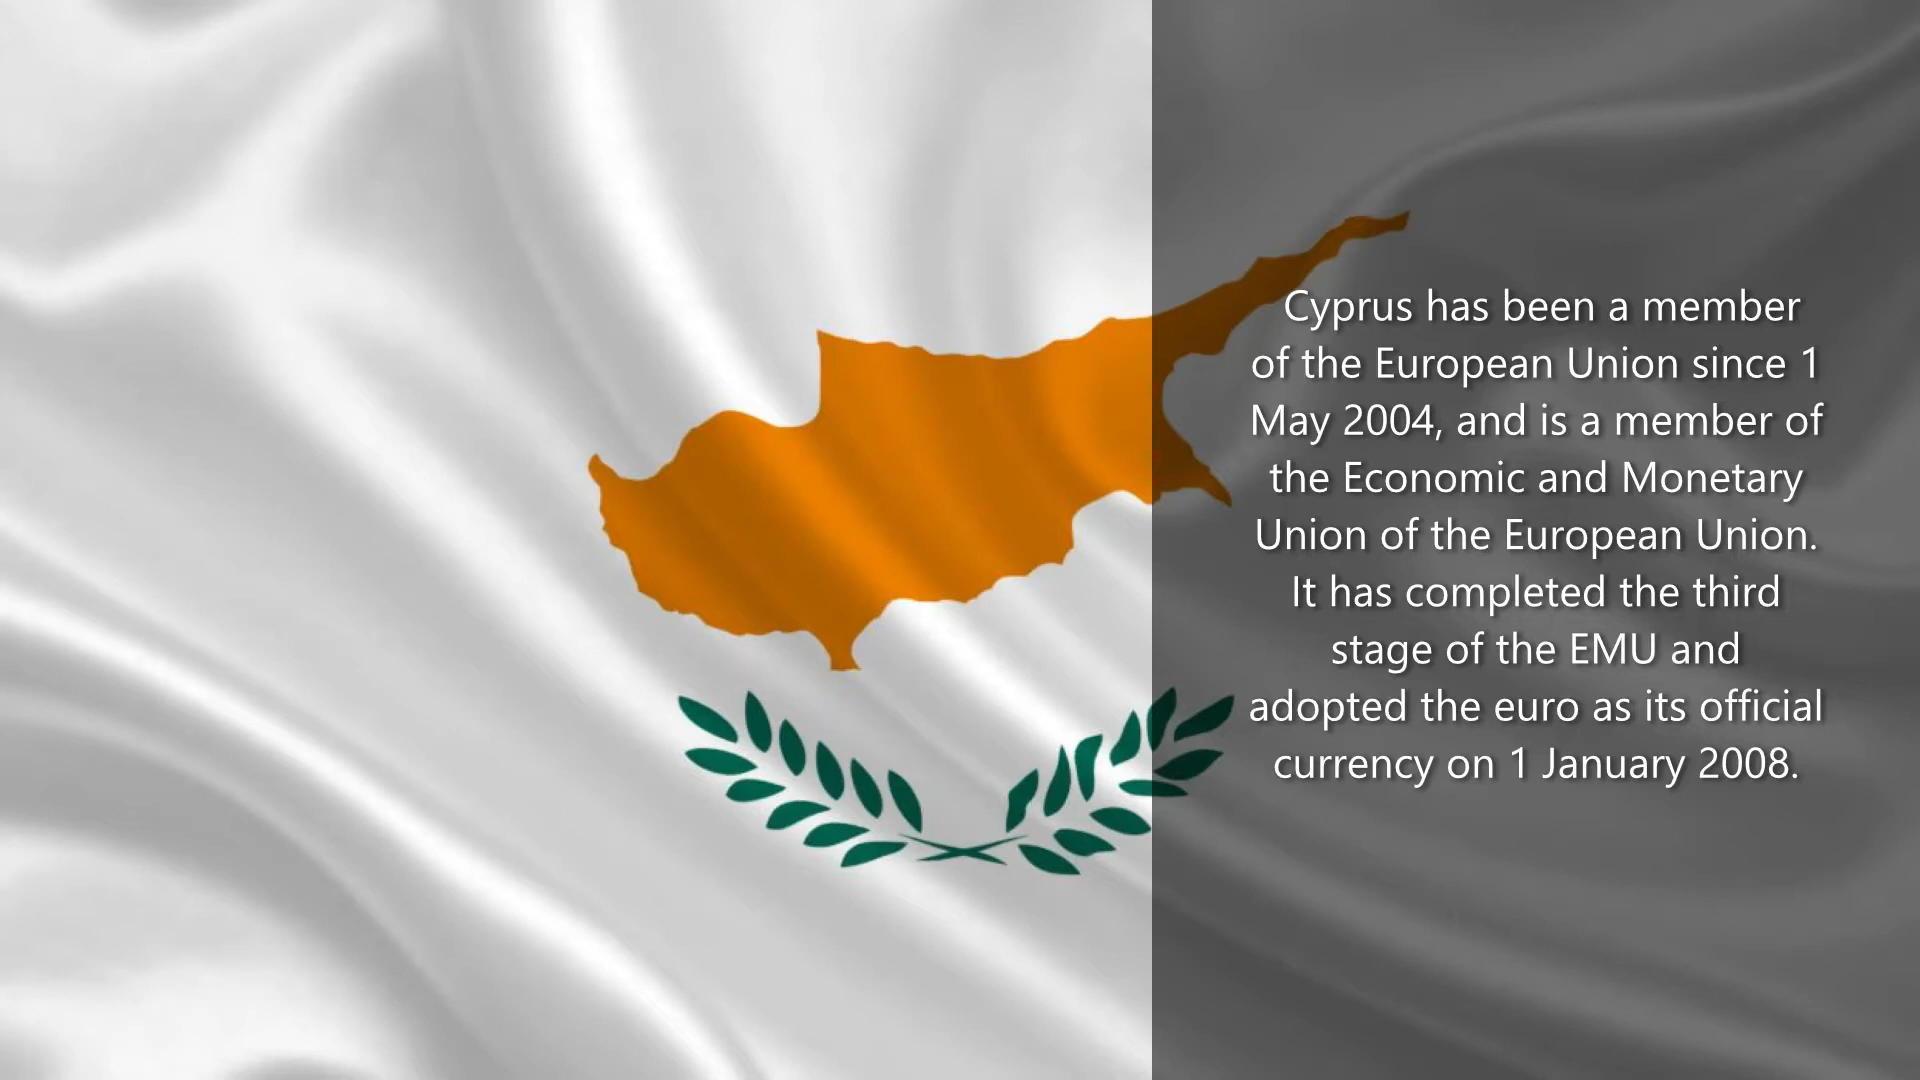 Cyprus has been a member
of the European Union since 1
May 2004, and is a member of
the Economic and Monetary
Union of the European Union.
It has completed the third
stage of the EMU and
adopted the euro as its official
currency on 1 January 2008.